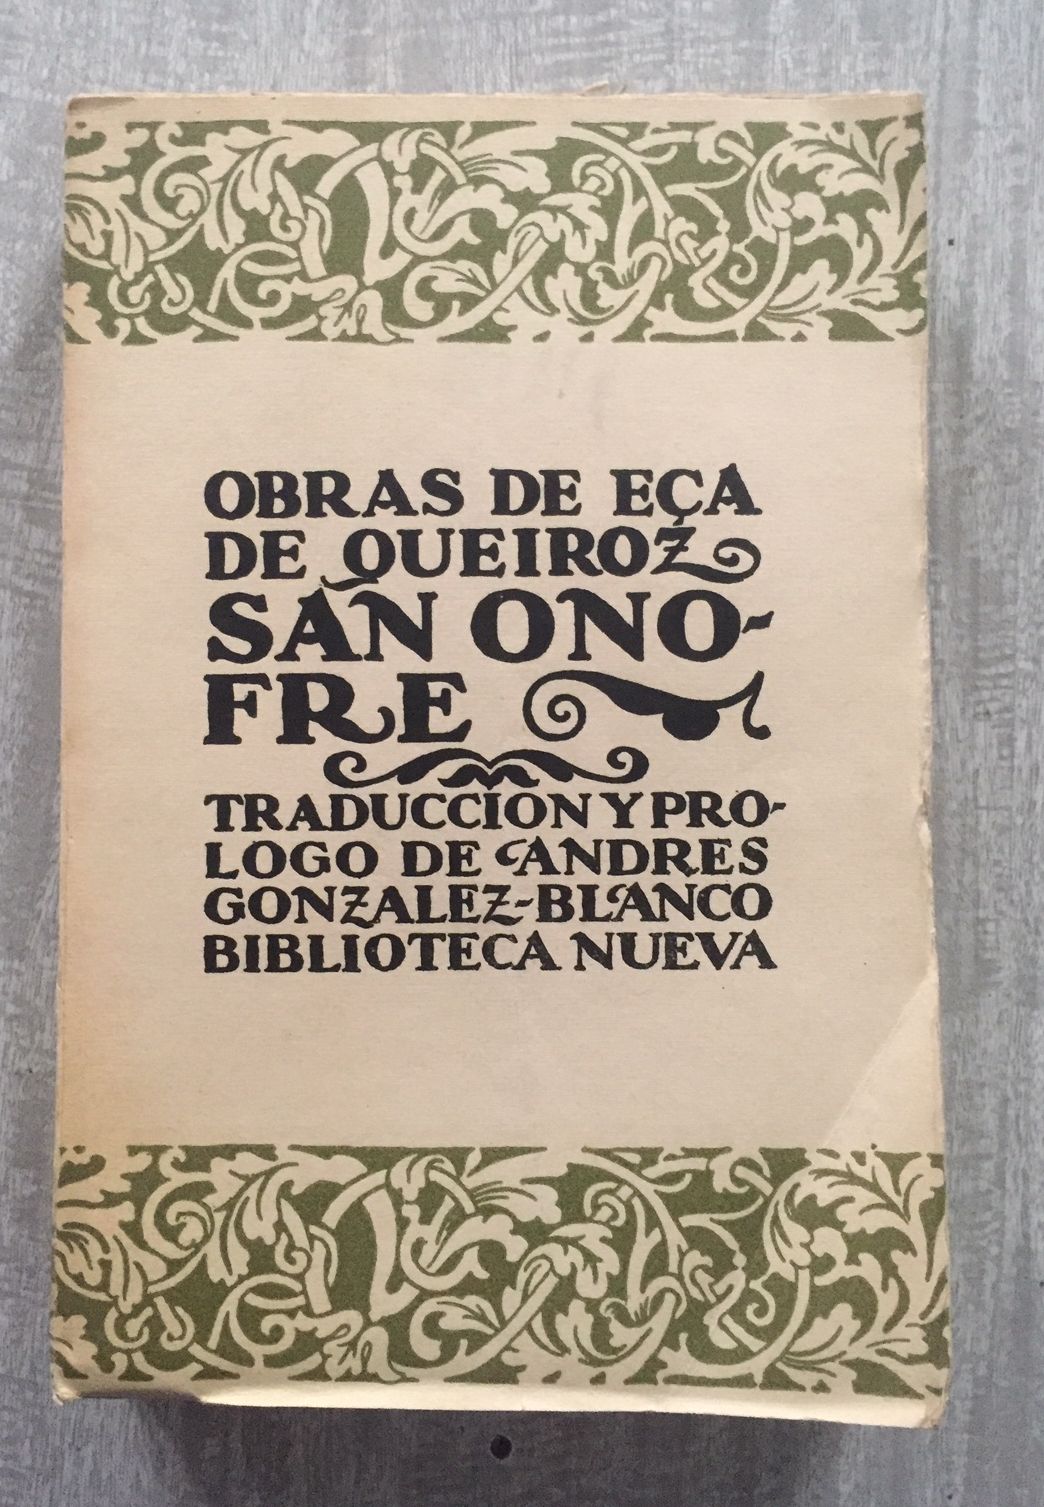 OBRAS DE EÇA
DE QUEIROZ
SAN ONO-
FRE
TRADUCCION Y PRO-
LOGO DE ANDRES
GONZALEZ-BLANCO
BIBLIOTECA NUEVA